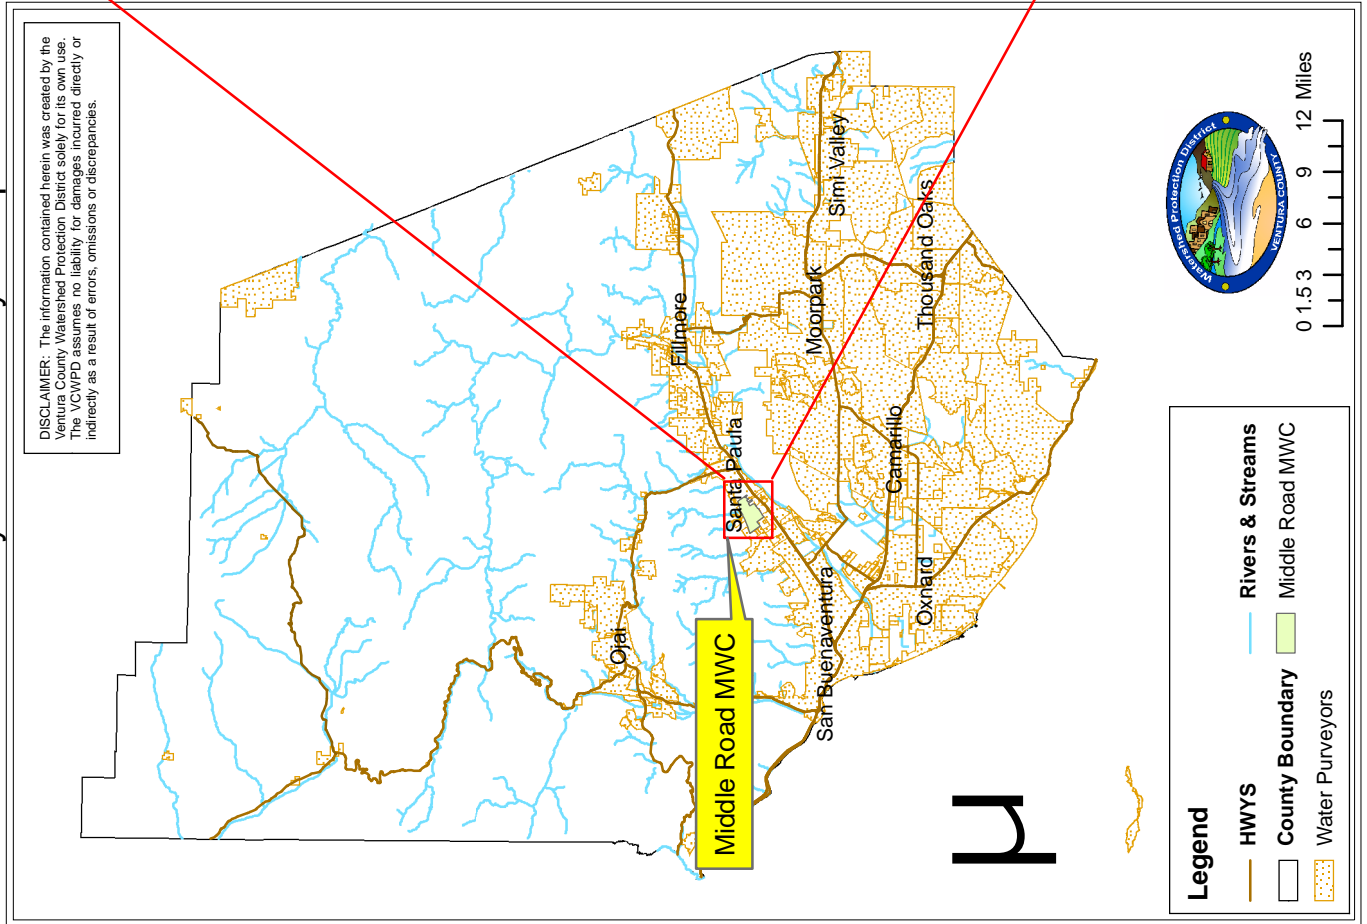 DISCLAIMER: The information contained herein was created by the
Ventura County Watershed Protection District solely for its own use.
The VCWPD assumes no liability for damages incurred directly or
indirectly as a result of errors, omissions or discrepancies.
Ojai
Santa Paula
Fillmore
San Buenaventura
Oxnard
Camarillo
Moorpark
Thousand Oaks
Simi Valley
Middle Road MWC
µ
Legend
HWYS
Rivers & Streams
County Boundary
Middle Road MWC
Water Purveyors
Watershed Protection District
VENTURA COUNTY
0 1.5 3 6 9 12 Miles